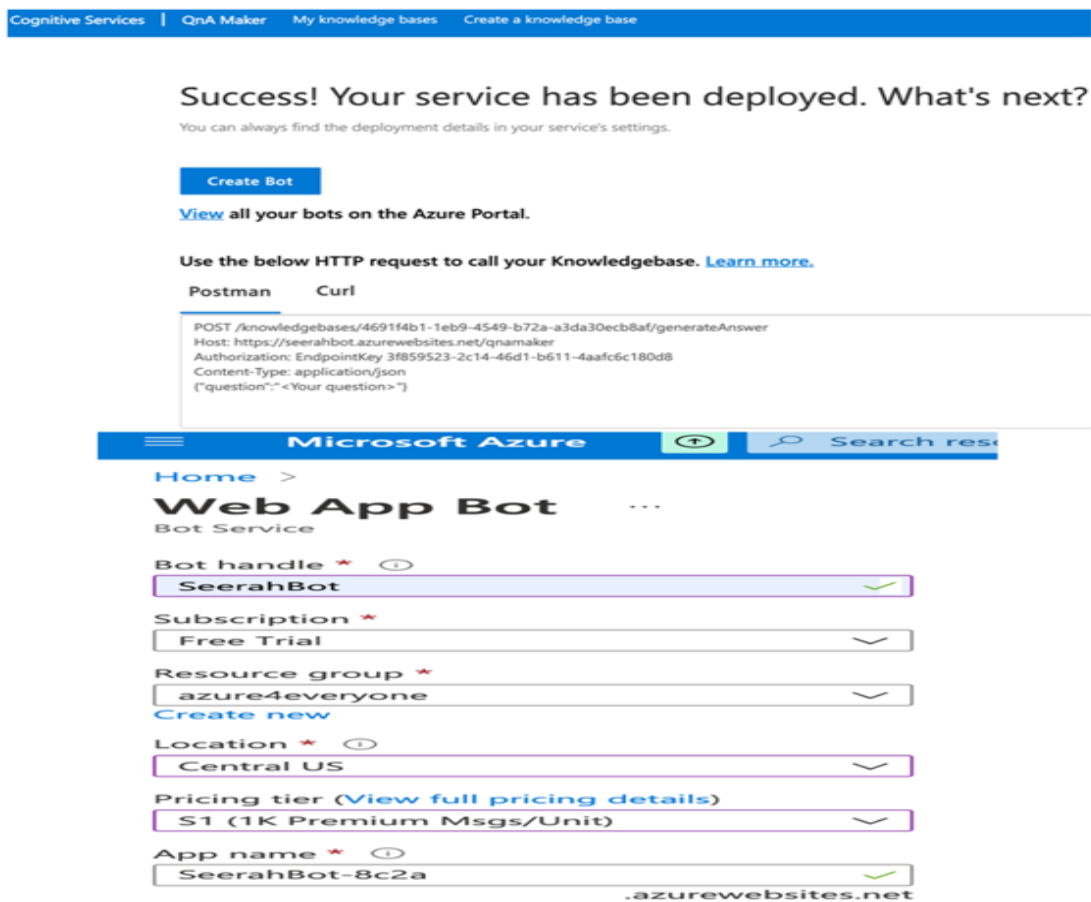 Cognitive Services | QnA Maker My knowledge bases Create a knowledge base
Success! Your service has been deployed. What's next?
You can always find the deployment details in your service's settings.
Create Bot
View all your bots on the Azure Portal.
Use the below HTTP request to call your Knowledgebase. Learn more.
Postman Curl
POST /knowledgebases/4691f4b1-1eb9-4549-b72a-a3da30ecb8af/generateAnswer
Host: https://seerahbot.azurewebsites.net/qnamaker
Authorization: EndpointKey 3f859523-2c14-46d1-b611-4aafc6c180d8
Content-Type: application/json
{"question":"<Your question>"}
Microsoft Azure Search reso
Home >
Web App Bot ...
Bot Service
Bot handle *
SeerahBot
Subscription *
Free Trial
Resource group *
azure4everyone
Create new
Location *
Central US
Pricing tier (View full pricing details)
S1 (1K Premium Msgs/Unit)
App name *
SeerahBot-8c2a
.azurewebsites.net